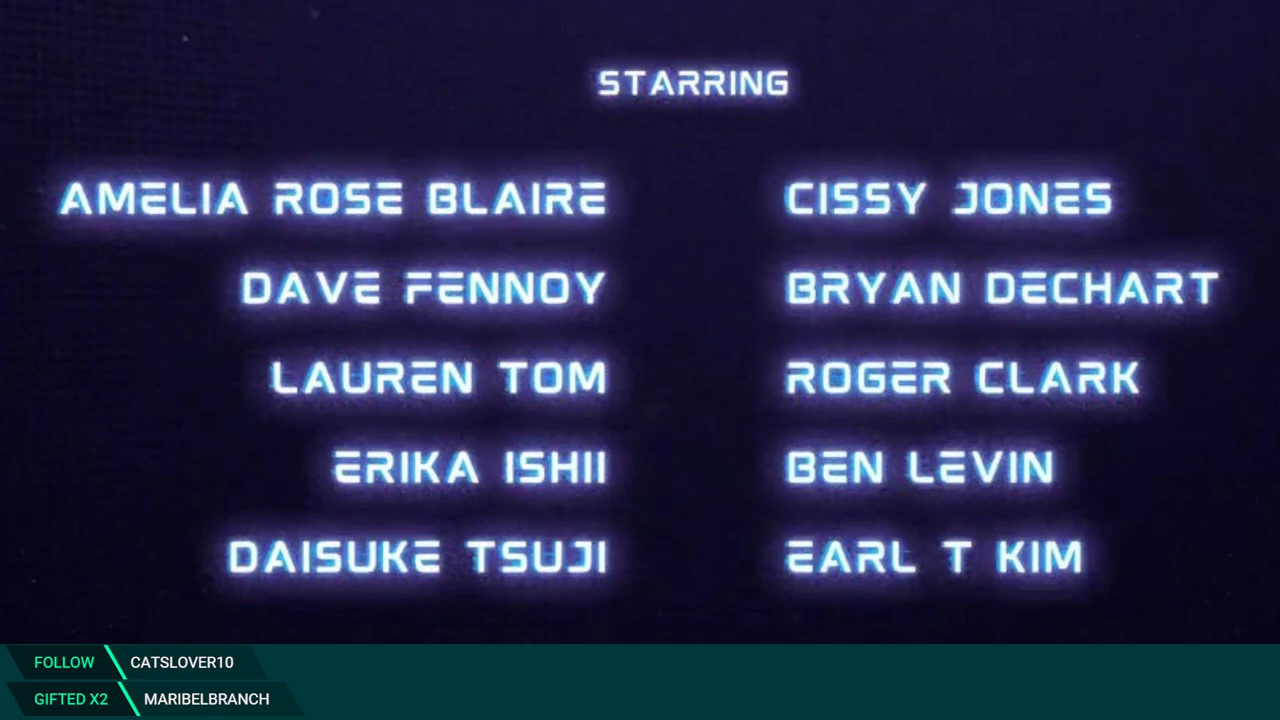 STARRING
AMELIA ROSE BLAIRE
CISSY JONES
DAVE FENNOY
BRYAN DECHART
LAUREN TOM
ROGER CLARK
ERIKA ISHII
BEN LEVIN
DAISUKE TSUJI
EARL T KIM
FOLLOW CATSLOVER10
GIFTED X2 MARIBELBRANCH